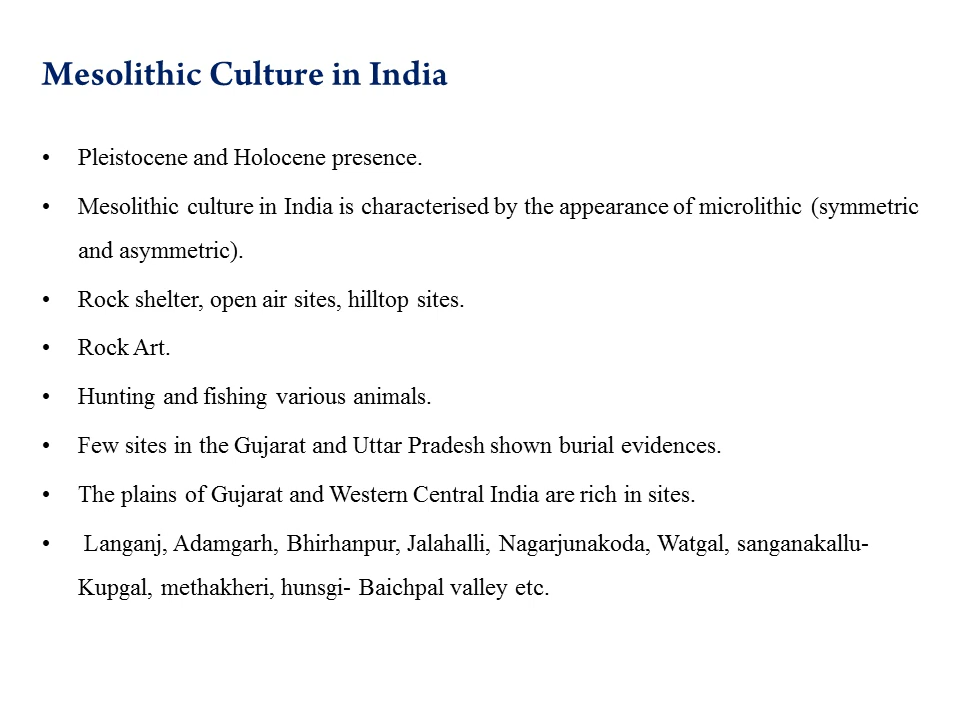 Mesolithic Culture in India
• Pleistocene and Holocene presence.
• Mesolithic culture in India is characterised by the appearance of microlithic (symmetric
and asymmetric).
• Rock shelter, open air sites, hilltop sites.
• Rock Art.
• Hunting and fishing various animals.
• Few sites in the Gujarat and Uttar Pradesh shown burial evidences.
• The plains of Gujarat and Western Central India are rich in sites.
• Langanj, Adamgarh, Bhirhanpur, Jalahalli, Nagarjunakoda, Watgal, sanganakallu-
Kupgal, methakheri, hunsgi- Baichpal valley etc.